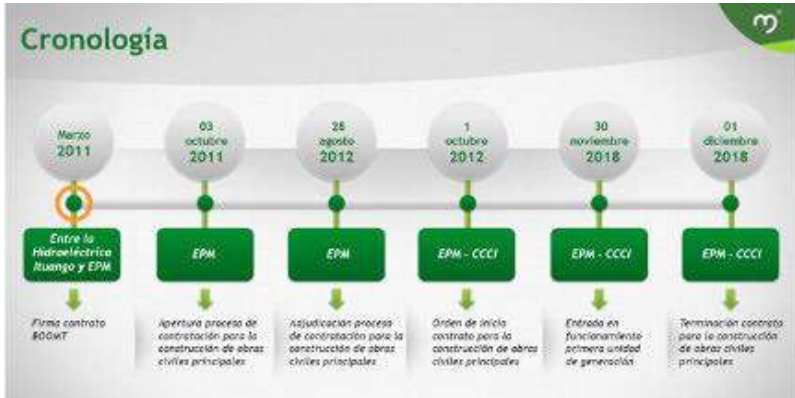 Cronología
Marzo
2011
03
octubre
2011
28
agosto
2012
1
octubre
2012
30
noviembre
2018
01
diciembre
2018
Entre la
Hidroeléctrica
Ituango y EPM
EPM
EPM
EPM - CCCI
EPM - CCCI
EPM - CCCI
Firma contrato
BOOMT
Apertura proceso de
contratación para la
construcción de obras
civiles principales
Adjudicación proceso
de contratación para la
construcción de obras
civiles principales
Orden de inicio
contrato para la
construcción de obras
civiles principales
Entrada en
funcionamiento
primera unidad
de generación
Terminación contrato
para la construcción
de obras civiles
principales